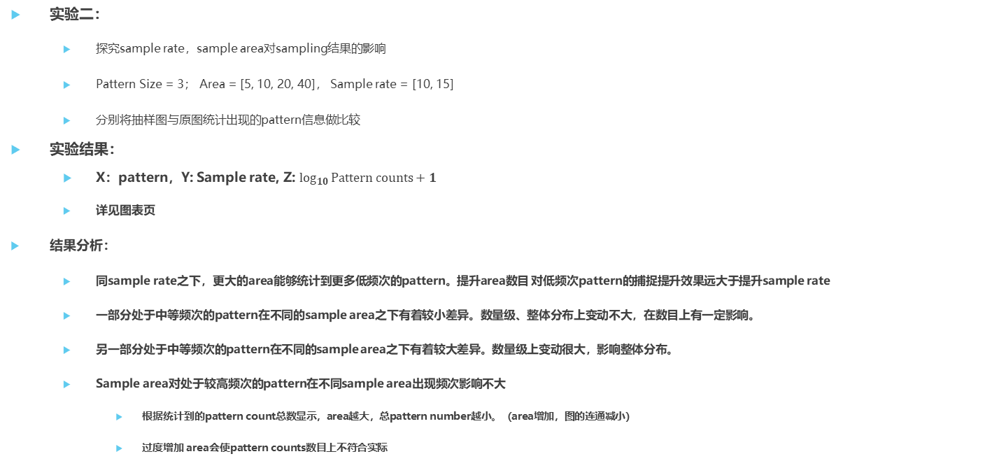 实验二：
探究sample rate，sample area对sampling结果的影响
Pattern Size = 3； Area = [5, 10, 20, 40]， Sample rate = [10, 15]
分别将抽样图与原图统计出现的pattern信息做比较
实验结果：
X：pattern，Y: Sample rate, Z: log₁₀ Pattern counts + 1
详见图表页
结果分析：
同sample rate之下，更大的area能够统计到更多低频次的pattern。提升area数目 对低频次pattern的捕捉提升效果远大于提升sample rate
一部分处于中等频次的pattern在不同的sample area之下有着较小差异。数量级、整体分布上变动不大，在数目上有一定影响。
另一部分处于中等频次的pattern在不同的sample area之下有着较大差异。数量级上变动很大，影响整体分布。
Sample area对处于较高频次的pattern在不同sample area出现频次影响不大
根据统计到的pattern count总数显示，area越大，总pattern number越小。（area增加，图的连通减小）
过度增加 area会使pattern counts数目上不符合实际